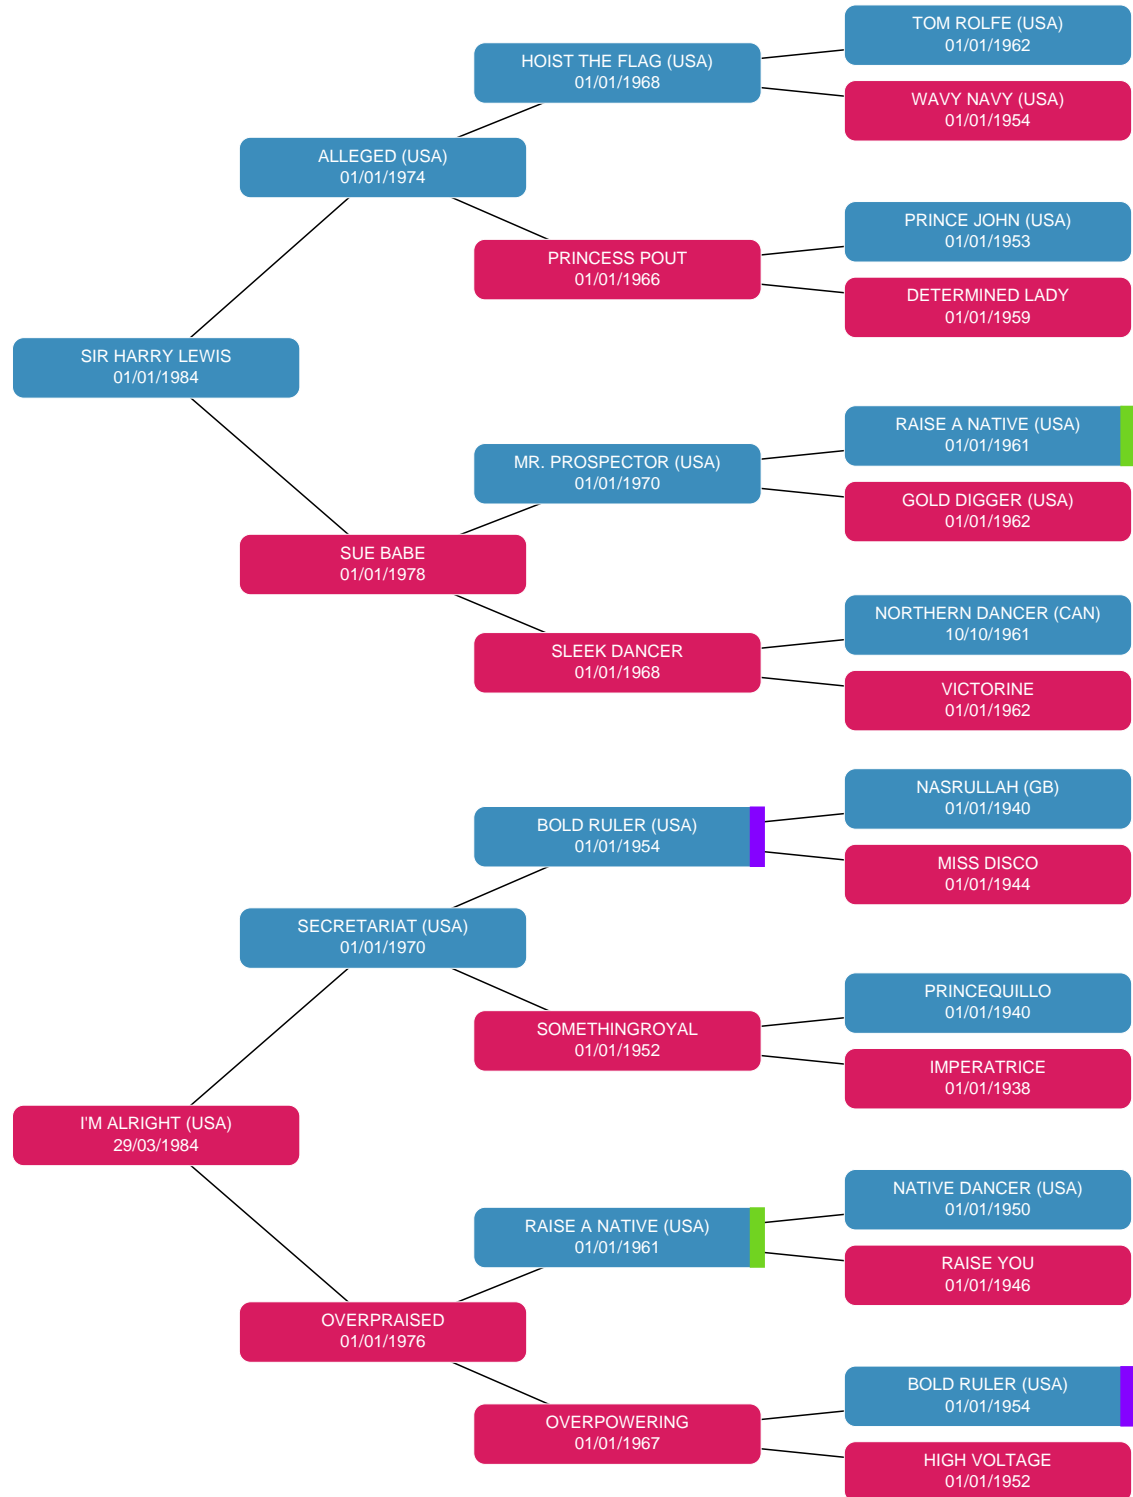 TOM ROLFE (USA)
01/01/1962
HOIST THE FLAG (USA)
01/01/1968
WAVY NAVY (USA)
01/01/1954
ALLEGED (USA)
01/01/1974
PRINCE JOHN (USA)
01/01/1953
PRINCESS POUT
01/01/1966
DETERMINED LADY
01/01/1959
SIR HARRY LEWIS
01/01/1984
RAISE A NATIVE (USA)
01/01/1961
MR. PROSPECTOR (USA)
01/01/1970
GOLD DIGGER (USA)
01/01/1962
SUE BABE
01/01/1978
NORTHERN DANCER (CAN)
10/10/1961
SLEEK DANCER
01/01/1968
VICTORINE
01/01/1962
NASRULLAH (GB)
01/01/1940
BOLD RULER (USA)
01/01/1954
MISS DISCO
01/01/1944
SECRETARIAT (USA)
01/01/1970
PRINCEQUILLO
01/01/1940
SOMETHINGROYAL
01/01/1952
IMPERATRICE
01/01/1938
I'M ALRIGHT (USA)
29/03/1984
NATIVE DANCER (USA)
01/01/1950
RAISE A NATIVE (USA)
01/01/1961
RAISE YOU
01/01/1946
OVERPRAISED
01/01/1976
BOLD RULER (USA)
01/01/1954
OVERPOWERING
01/01/1967
HIGH VOLTAGE
01/01/1952